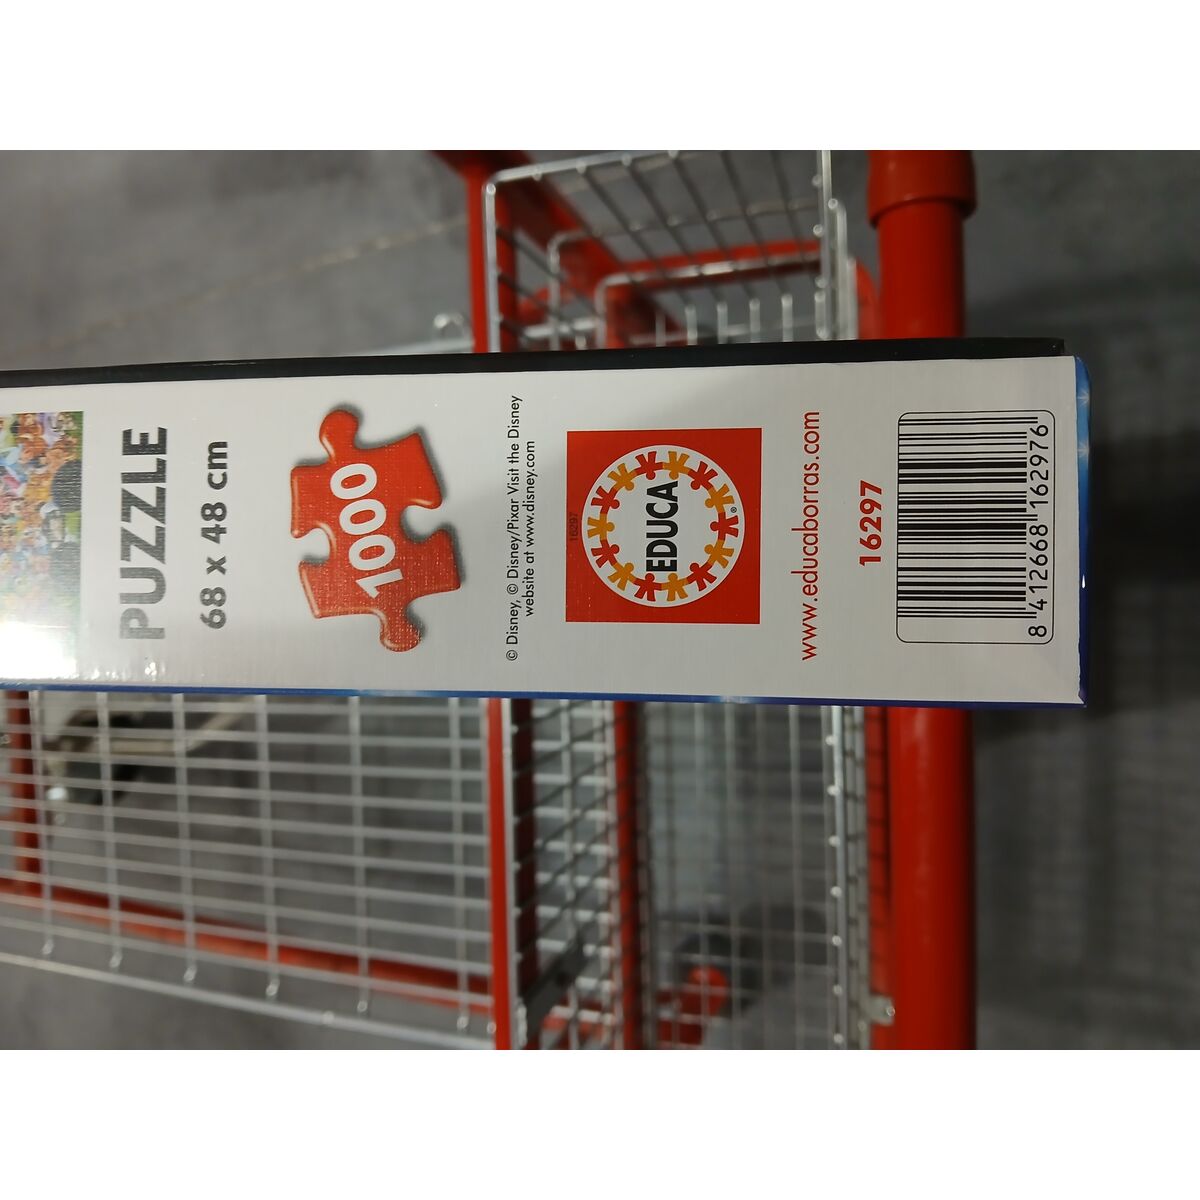 PUZZLE
68 x 48 cm
1000
© Disney, © Disney/Pixar Visit the Disney
website at www.disney.com
16297
EDUCA
®
www.educaborras.com
16297
8 412668 162976